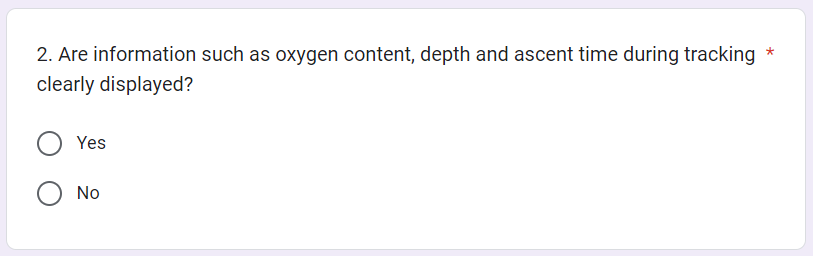 2. Are information such as oxygen content, depth and ascent time during tracking *
clearly displayed?
Yes
No